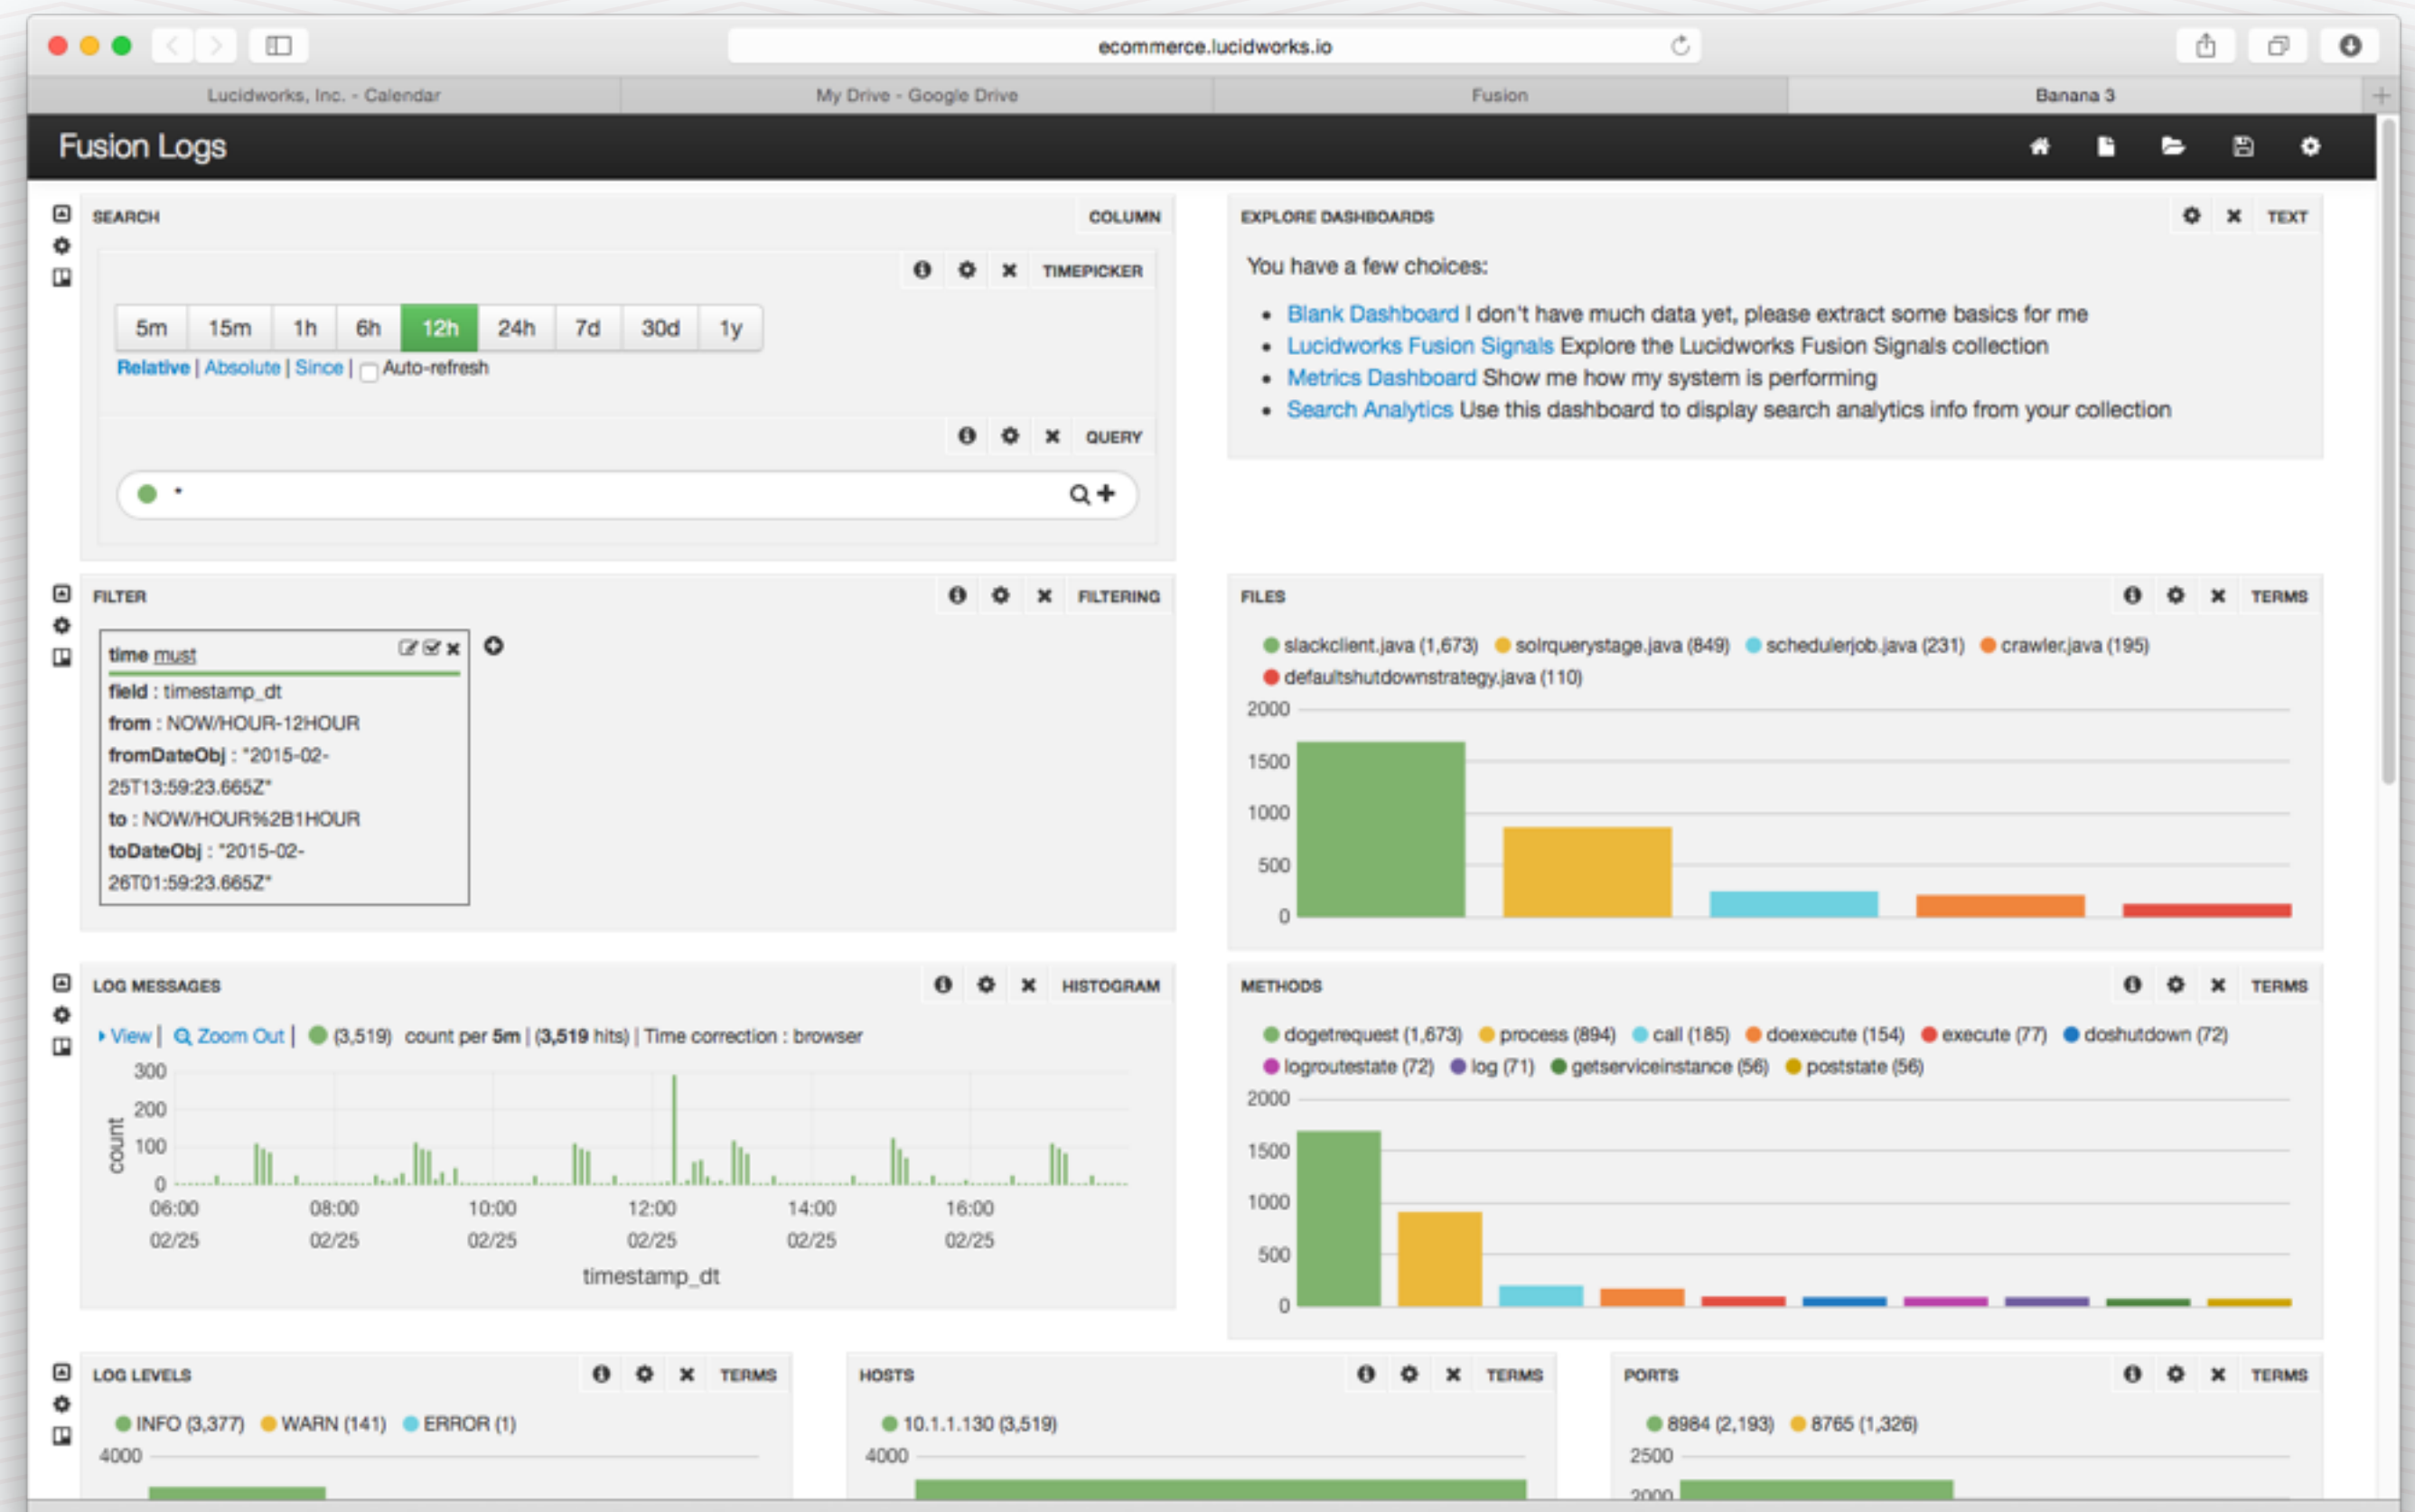 ecommerce.lucidworks.io
Lucidworks, Inc. - Calendar
My Drive - Google Drive
Fusion
Banana 3
Fusion Logs
SEARCH
COLUMN
TIMEPICKER
5m 15m 1h 6h 12h 24h 7d 30d 1y
Relative | Absolute | Since | Auto-refresh
QUERY
*
EXPLORE DASHBOARDS
TEXT
You have a few choices:
• Blank Dashboard I don't have much data yet, please extract some basics for me
• Lucidworks Fusion Signals Explore the Lucidworks Fusion Signals collection
• Metrics Dashboard Show me how my system is performing
• Search Analytics Use this dashboard to display search analytics info from your collection
FILTER
FILTERING
time must
field : timestamp_dt
from : NOW/HOUR-12HOUR
fromDateObj : "2015-02-
25T13:59:23.665Z"
to : NOW/HOUR%2B1HOUR
toDateObj : "2015-02-
26T01:59:23.665Z"
FILES
TERMS
slackclient.java (1,673) solrquerystage.java (849) schedulerjob.java (231) crawler.java (195)
defaultshutdownstrategy.java (110)
2000
1500
1000
500
0
LOG MESSAGES
HISTOGRAM
View | Zoom Out | (3,519) count per 5m | (3,519 hits) | Time correction : browser
count
300
200
100
0
06:00 08:00 10:00 12:00 14:00 16:00
02/25 02/25 02/25 02/25 02/25 02/25
timestamp_dt
METHODS
TERMS
dogetrequest (1,673) process (894) call (185) doexecute (154) execute (77) doshutdown (72)
logroutestate (72) log (71) getserviceinstance (56) poststate (56)
2000
1500
1000
500
0
LOG LEVELS
TERMS
INFO (3,377) WARN (141) ERROR (1)
4000
HOSTS
TERMS
10.1.1.130 (3,519)
4000
PORTS
TERMS
8984 (2,193) 8765 (1,326)
2500
2000